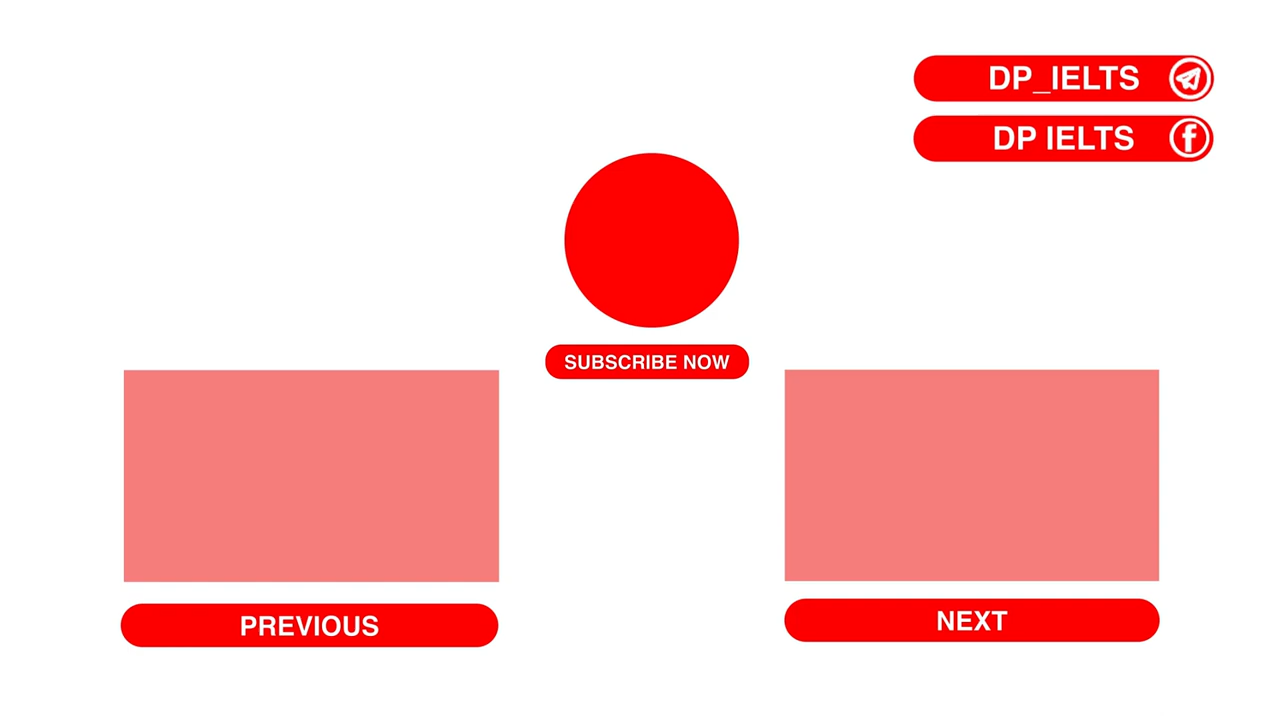 DP_IELTS
DP IELTS
SUBSCRIBE NOW
PREVIOUS
NEXT